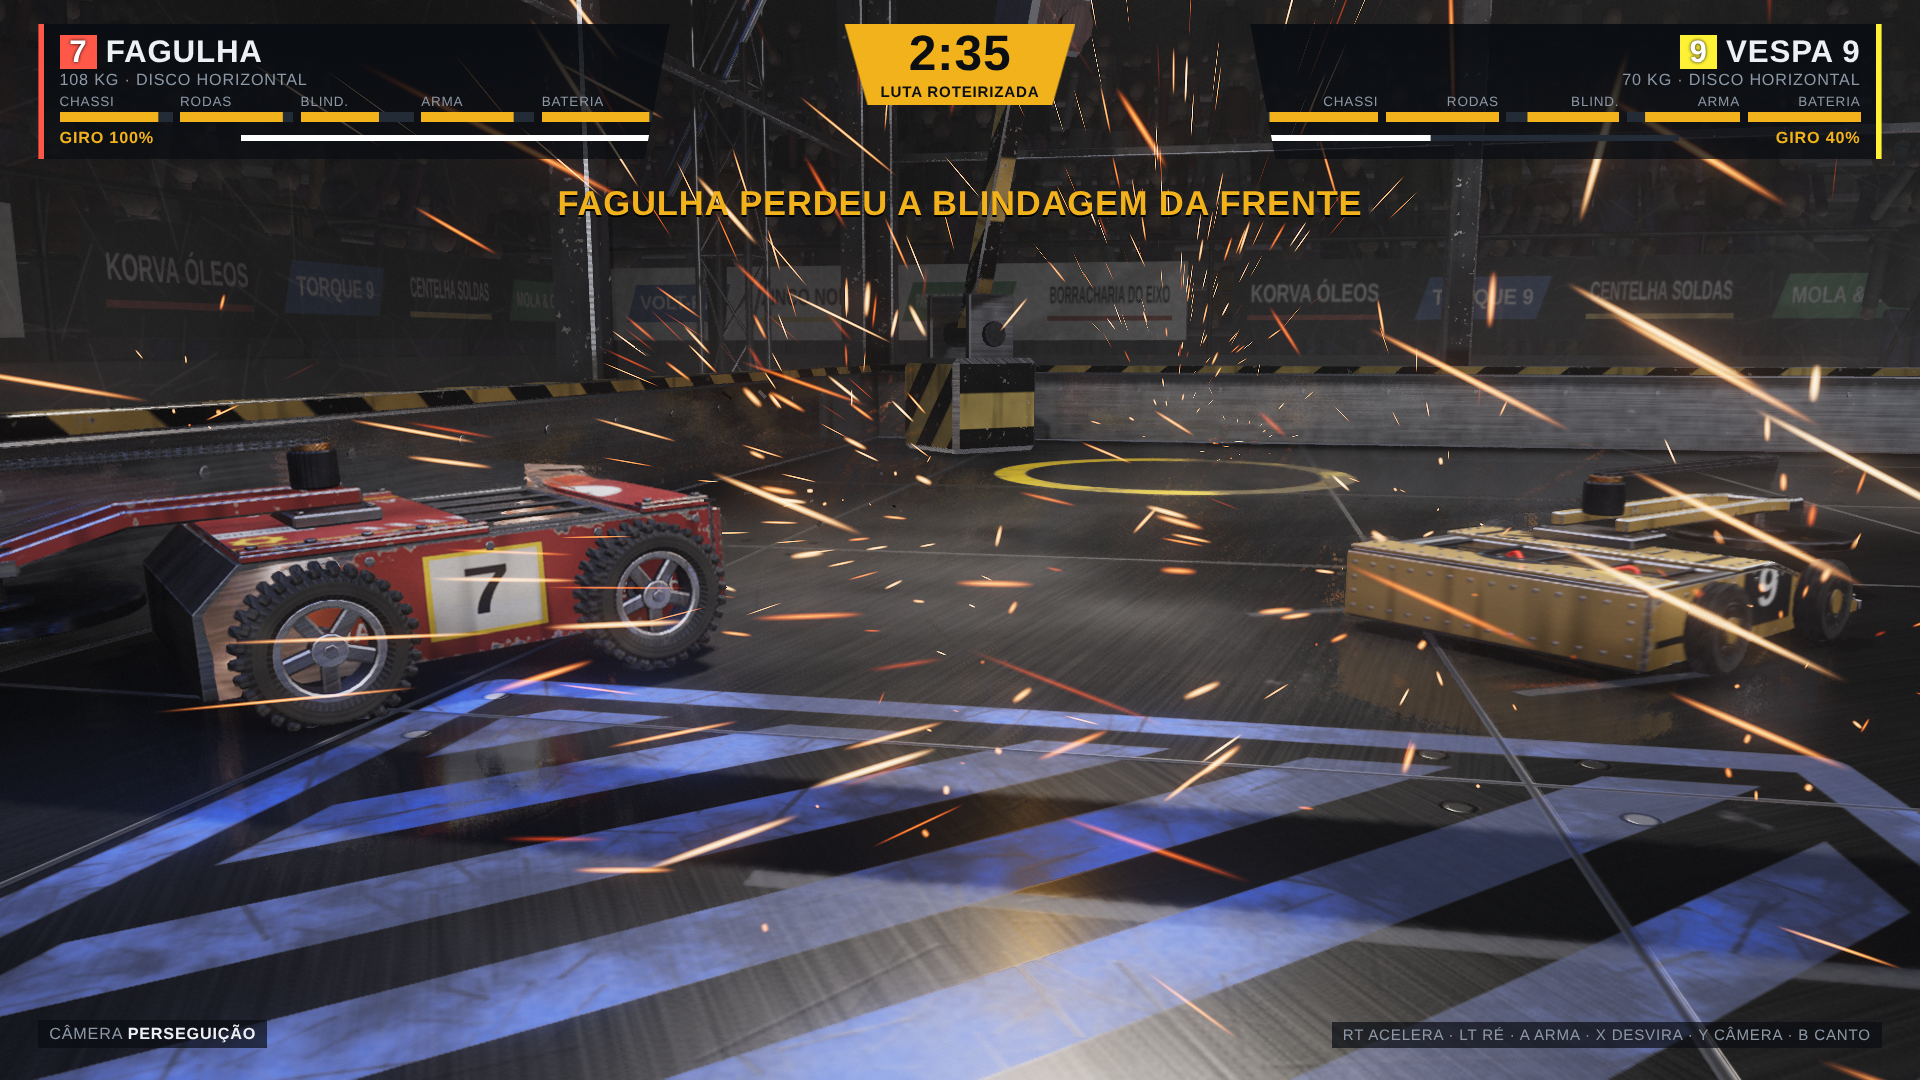 7 FAGULHA
108 KG · DISCO HORIZONTAL
CHASSI RODAS BLIND. ARMA BATERIA
GIRO 100%
2:35
LUTA ROTEIRIZADA
9 VESPA 9
70 KG · DISCO HORIZONTAL
CHASSI RODAS BLIND. ARMA BATERIA
GIRO 40%
FAGULHA PERDEU A BLINDAGEM DA FRENTE
KORVA ÓLEOS
TORQUE 9
CENTELHA SOLDAS
MOLA &
BORRACHARIA DO EIXO
KORVA ÓLEOS
TORQUE 9
CENTELHA SOLDAS
MOLA &
7
9
CÂMERA PERSEGUIÇÃO
RT ACELERA · LT RÉ · A ARMA · X DESVIRA · Y CÂMERA · B CANTO